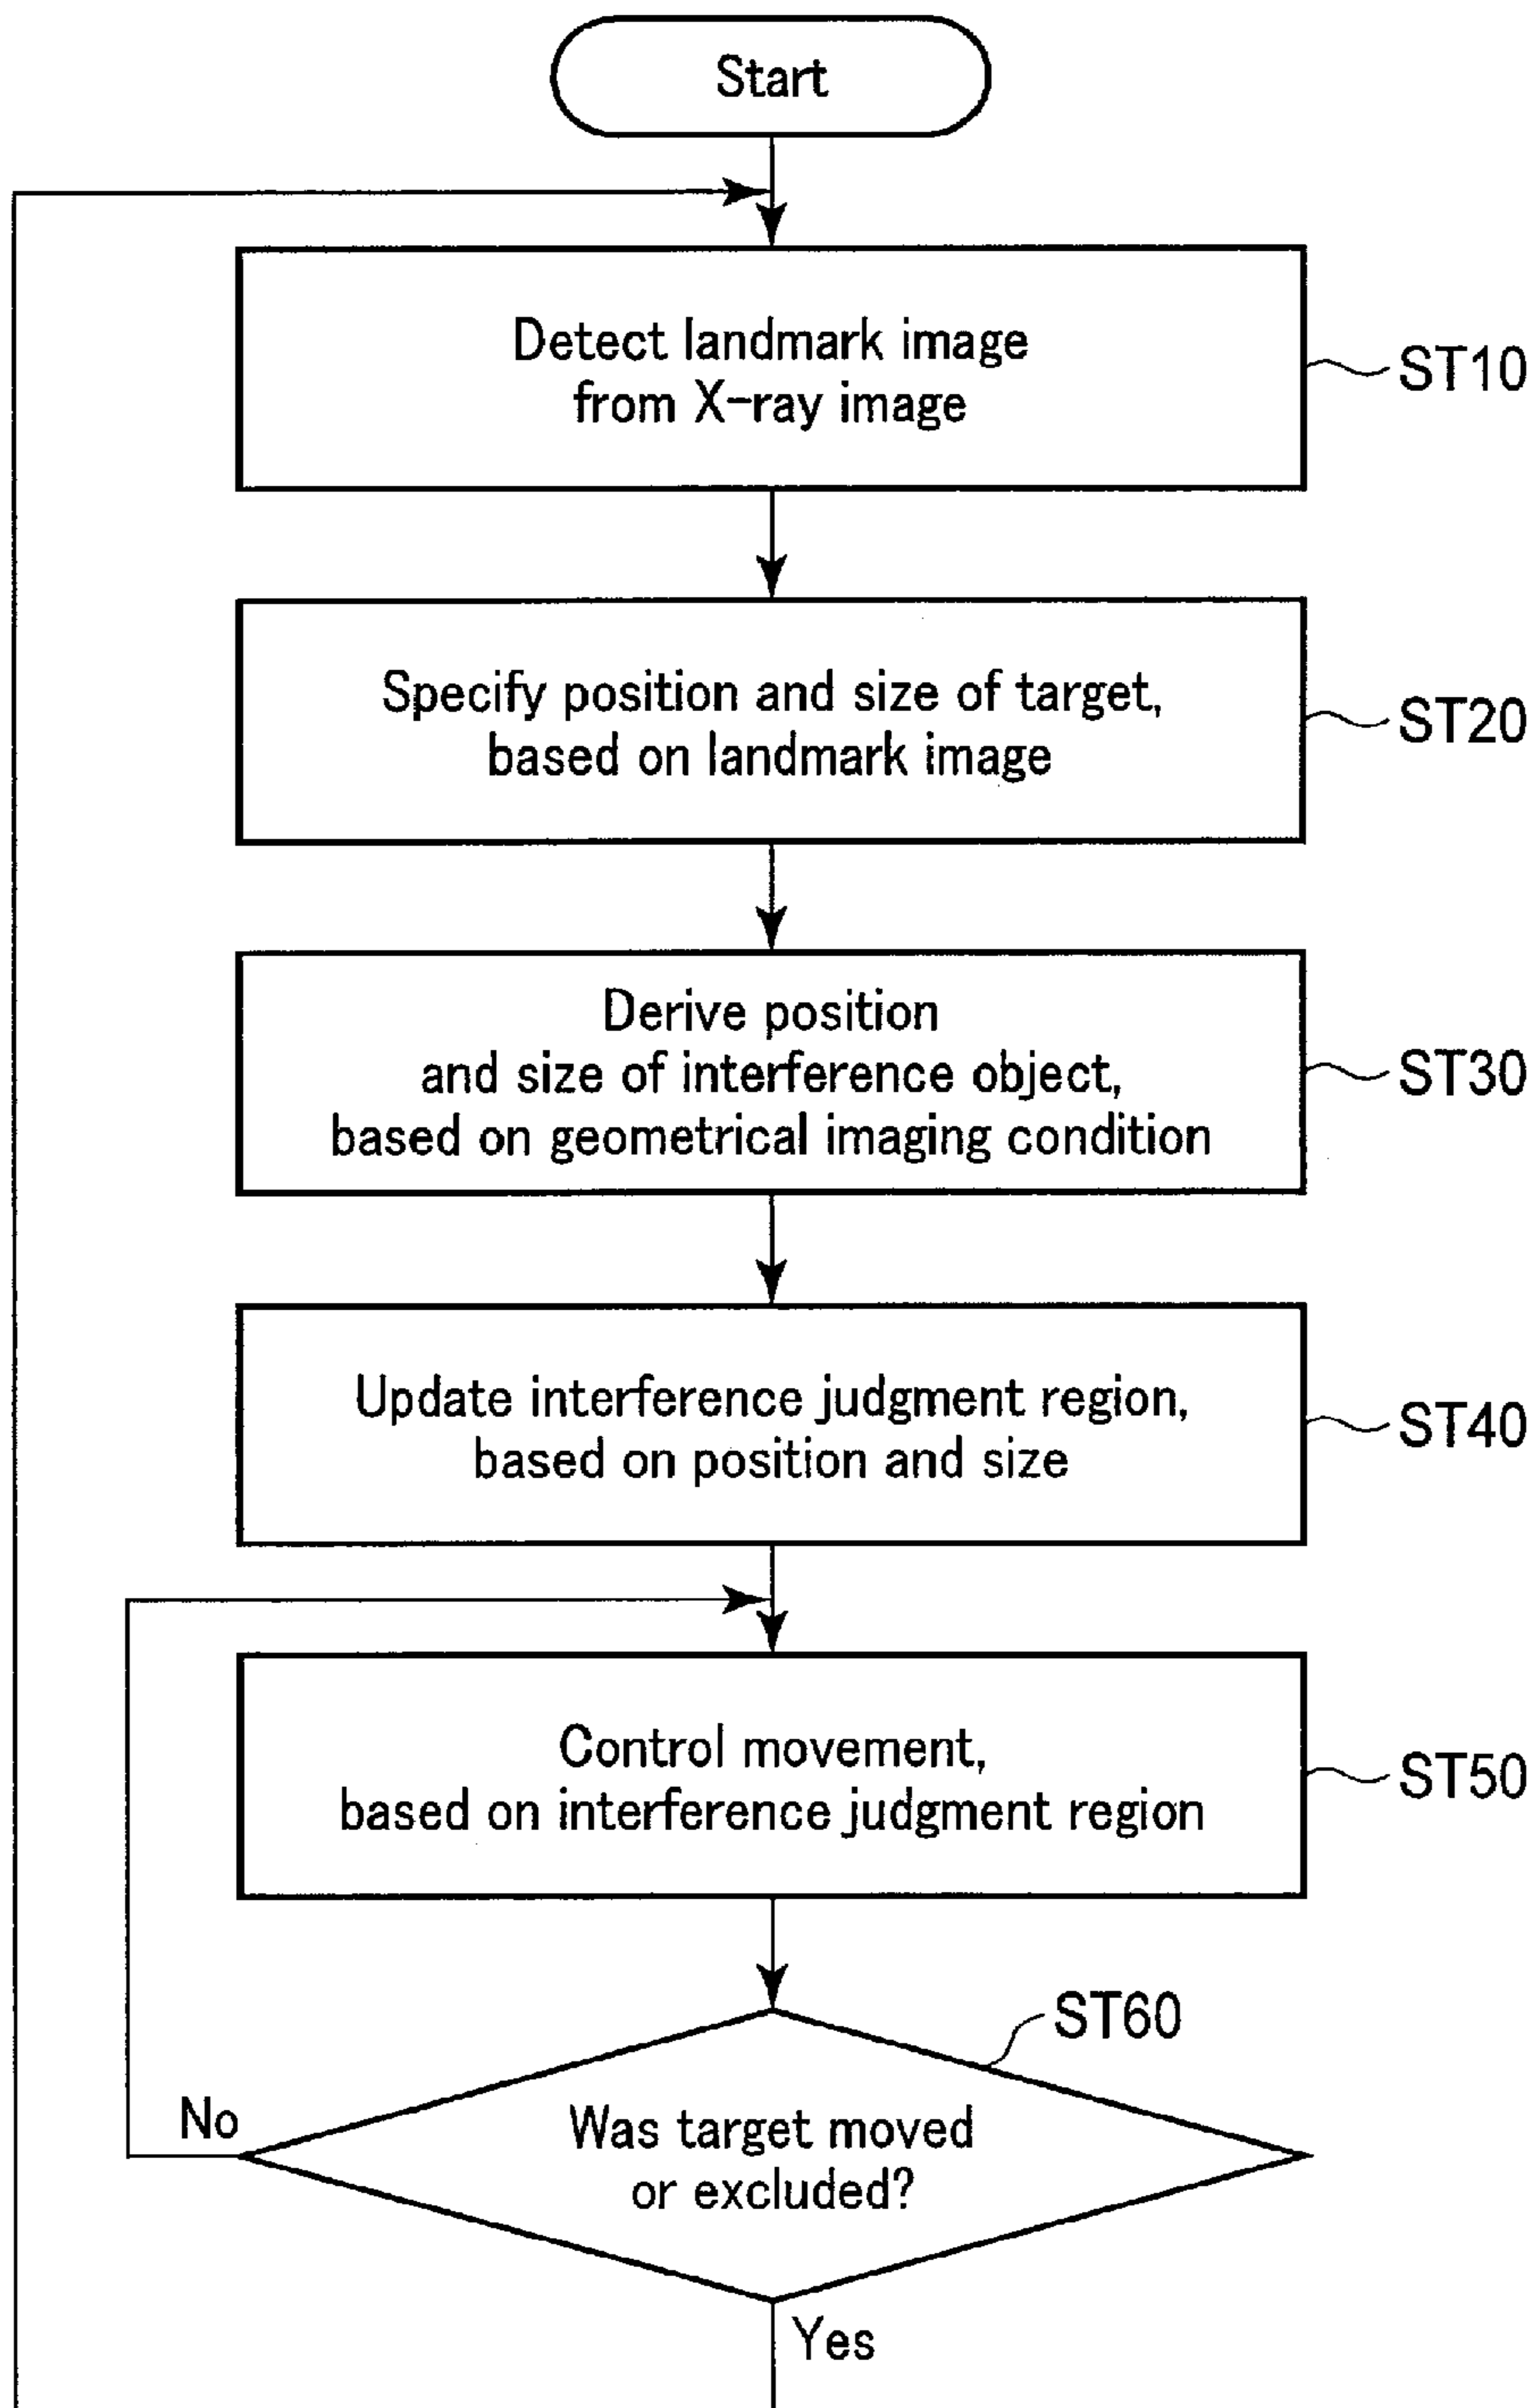 Start
Detect landmark image
from X-ray image
ST10
Specify position and size of target,
based on landmark image
ST20
Derive position
and size of interference object,
based on geometrical imaging condition
ST30
Update interference judgment region,
based on position and size
ST40
Control movement,
based on interference judgment region
ST50
ST60
No
Was target moved
or excluded?
Yes